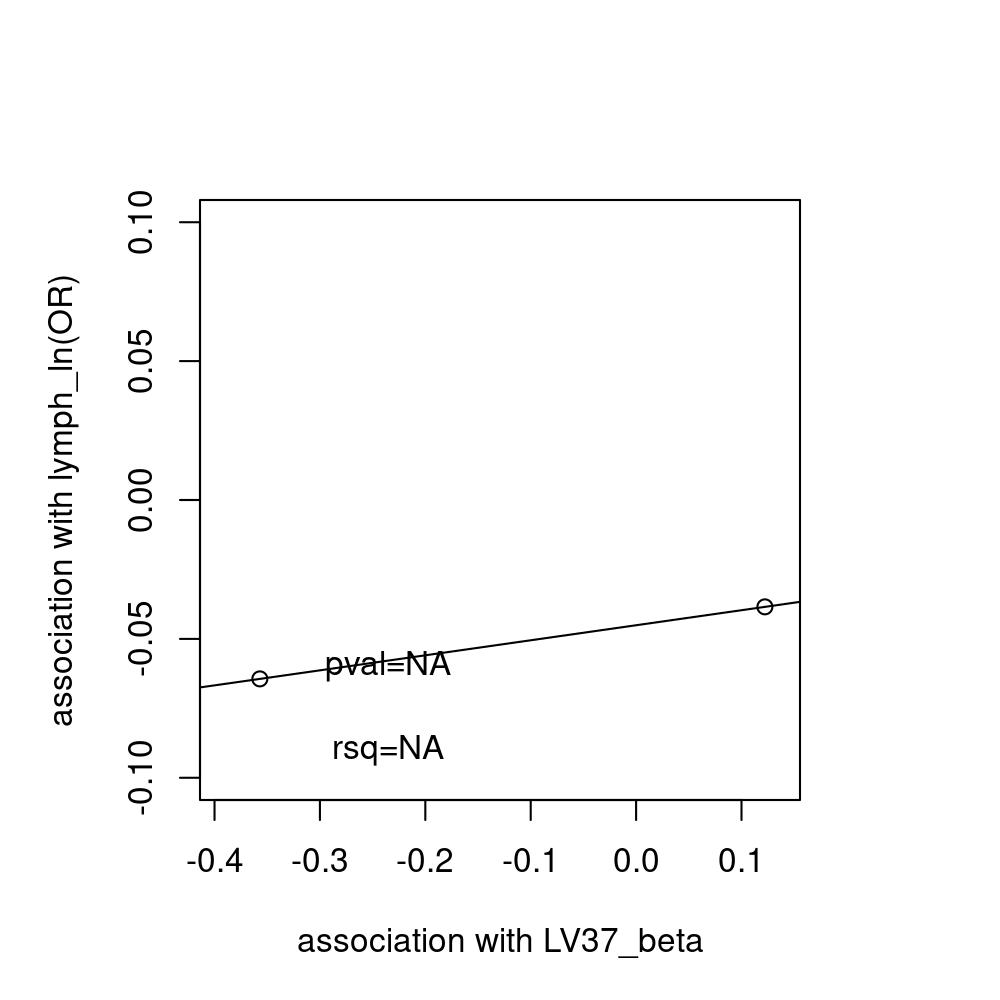 association with lymph_ln(OR)
0.10
0.05
0.00
-0.05
-0.10
pval=NA
rsq=NA
-0.4 -0.3 -0.2 -0.1 0.0 0.1
association with LV37_beta